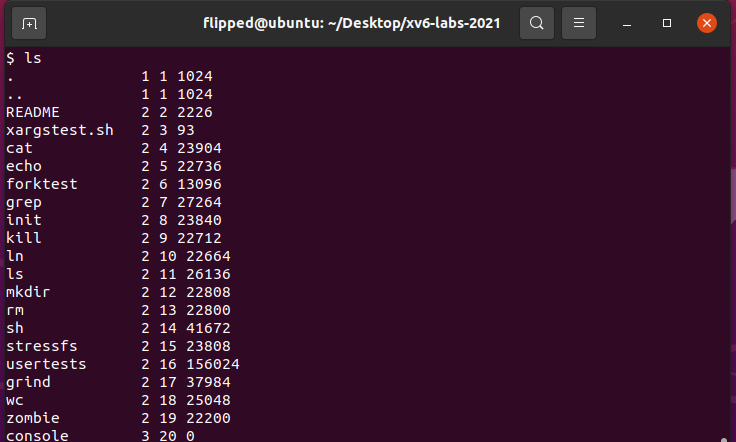 flipped@ubuntu: ~/Desktop/xv6-labs-2021
$ ls
. 1 1 1024
.. 1 1 1024
README 2 2 2226
xargstest.sh 2 3 93
cat 2 4 23904
echo 2 5 22736
forktest 2 6 13096
grep 2 7 27264
init 2 8 23840
kill 2 9 22712
ln 2 10 22664
ls 2 11 26136
mkdir 2 12 22808
rm 2 13 22800
sh 2 14 41672
stressfs 2 15 23808
usertests 2 16 156024
grind 2 17 37984
wc 2 18 25048
zombie 2 19 22200
console 3 20 0